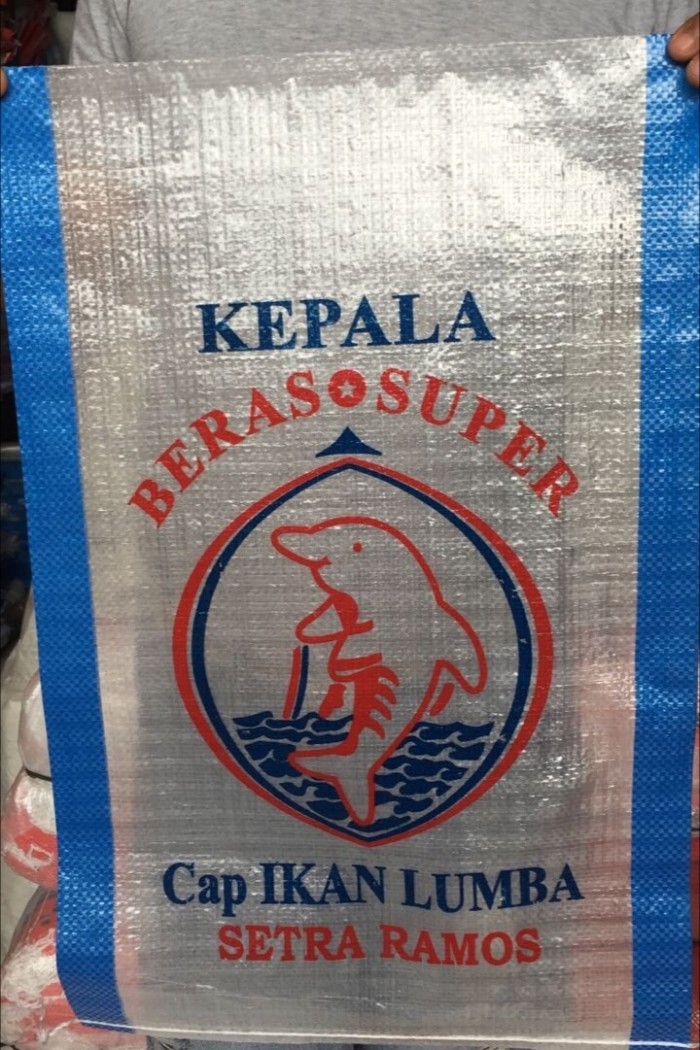 KEPALA
BERAS SUPER
Cap IKAN LUMBA
SETRA RAMOS